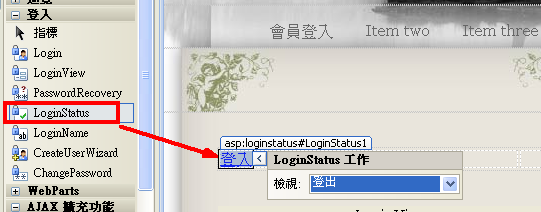 登入
指標
Login
LoginView
PasswordRecovery
LoginStatus
LoginName
CreateUserWizard
ChangePassword
WebParts
AJAX 擴充功能
會員登入 Item two Item three
asp:loginstatus#LoginStatus1
登入 < LoginStatus 工作
檢視: 登出